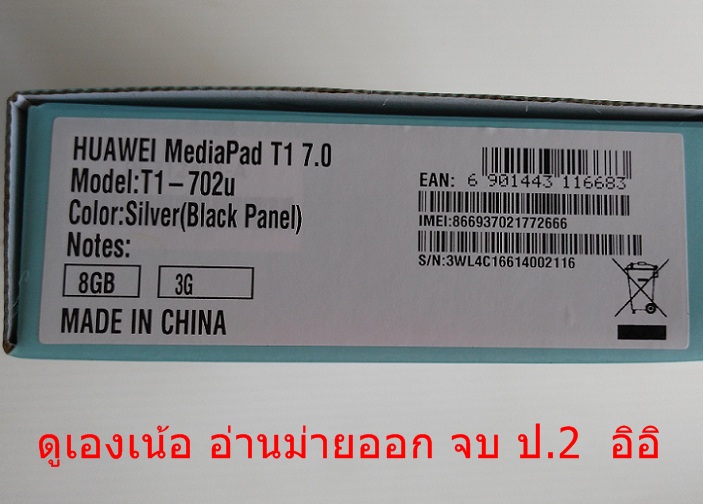 HUAWEI MediaPad T1 7.0
Model:T1-702u
Color:Silver(Black Panel)
Notes:
8GB 3G
MADE IN CHINA
EAN: 6 901443 116683
IMEI:866937021772666
S/N:3WL4C16614002116
ดูเองเน้อ อ่านม่ายออก จบ ป.2 อิอิ